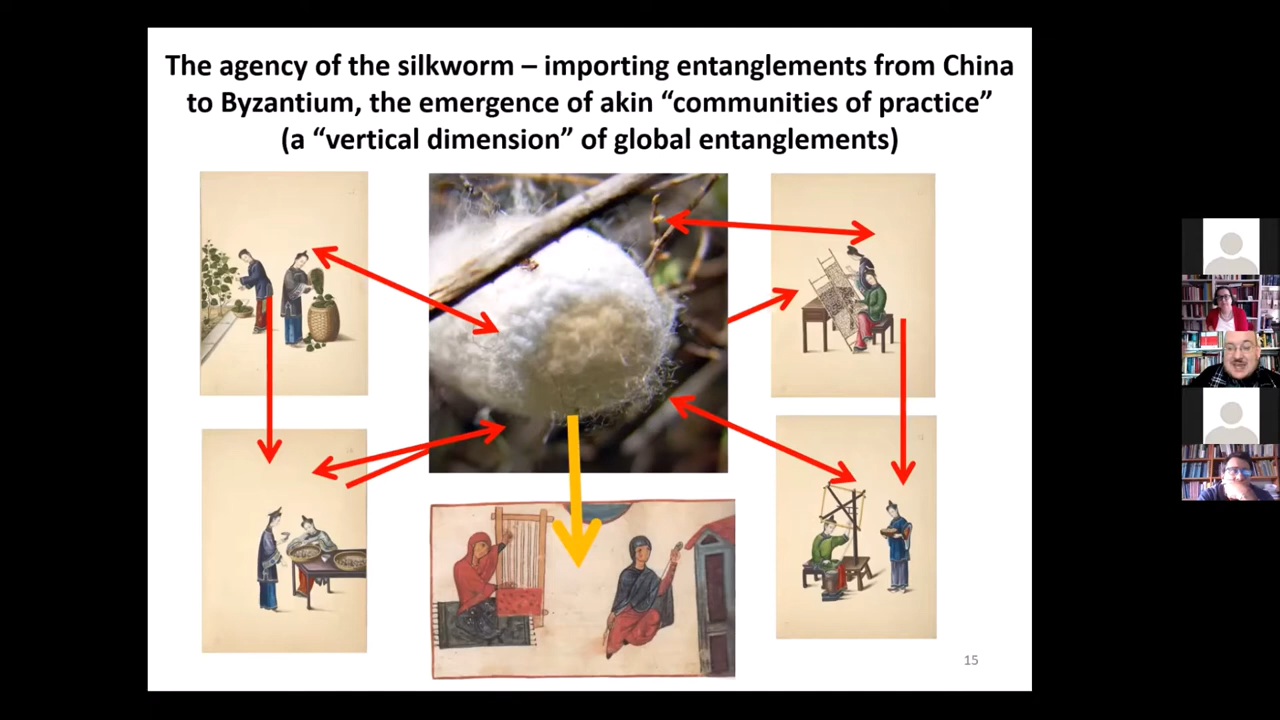 The agency of the silkworm – importing entanglements from China
to Byzantium, the emergence of akin “communities of practice”
(a “vertical dimension” of global entanglements)
15